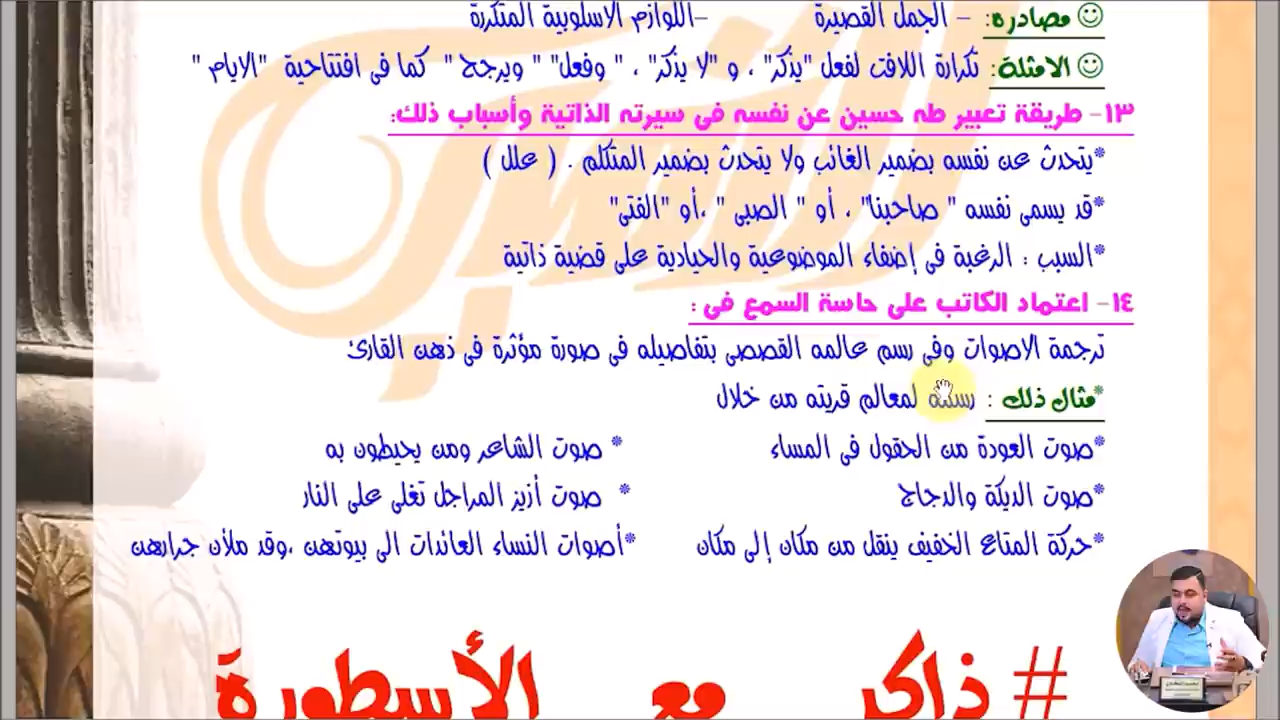 ☺ مصادره: - الجمل القصيرة -اللوازم الاسلوبية المتكررة
☺ الامثلة: تكرارة اللافت لفعل "يذكر" ، و "لا يذكر" ، " وفعل" " ويرجح " كما فى افتتاحية "الايام "
١٣- طريقة تعبير طه حسين عن نفسه فى سيرته الذاتية وأسباب ذلك:
*يتحدث عن نفسه بضمير الغائب ولا يتحدث بضمير المتكلم . ( علل )
*قد يسمى نفسه " صاحبنا" ، أو " الصبى " ،أو "الفتى"
*السبب : الرغبة فى إضفاء الموضوعية والحيادية على قضية ذاتية
١٤- اعتماد الكاتب على حاسة السمع فى :
ترجمة الاصوات وفى رسم عالمه القصصى بتفاصيله فى صورة مؤثرة فى ذهن القارئ
*مثال ذلك : رسمه لمعالم قريته من خلال
*صوت العودة من الحقول فى المساء * صوت الشاعر ومن يحيطون به
*صوت الديكة والدجاج * صوت أزيز المراجل تغلى على النار
*حركة المتاع الخفيف ينقل من مكان إلى مكان *أصوات النساء العائدات الى بيوتهن ،وقد ملأن جرارهن
# ذاكر مع الأسطورة